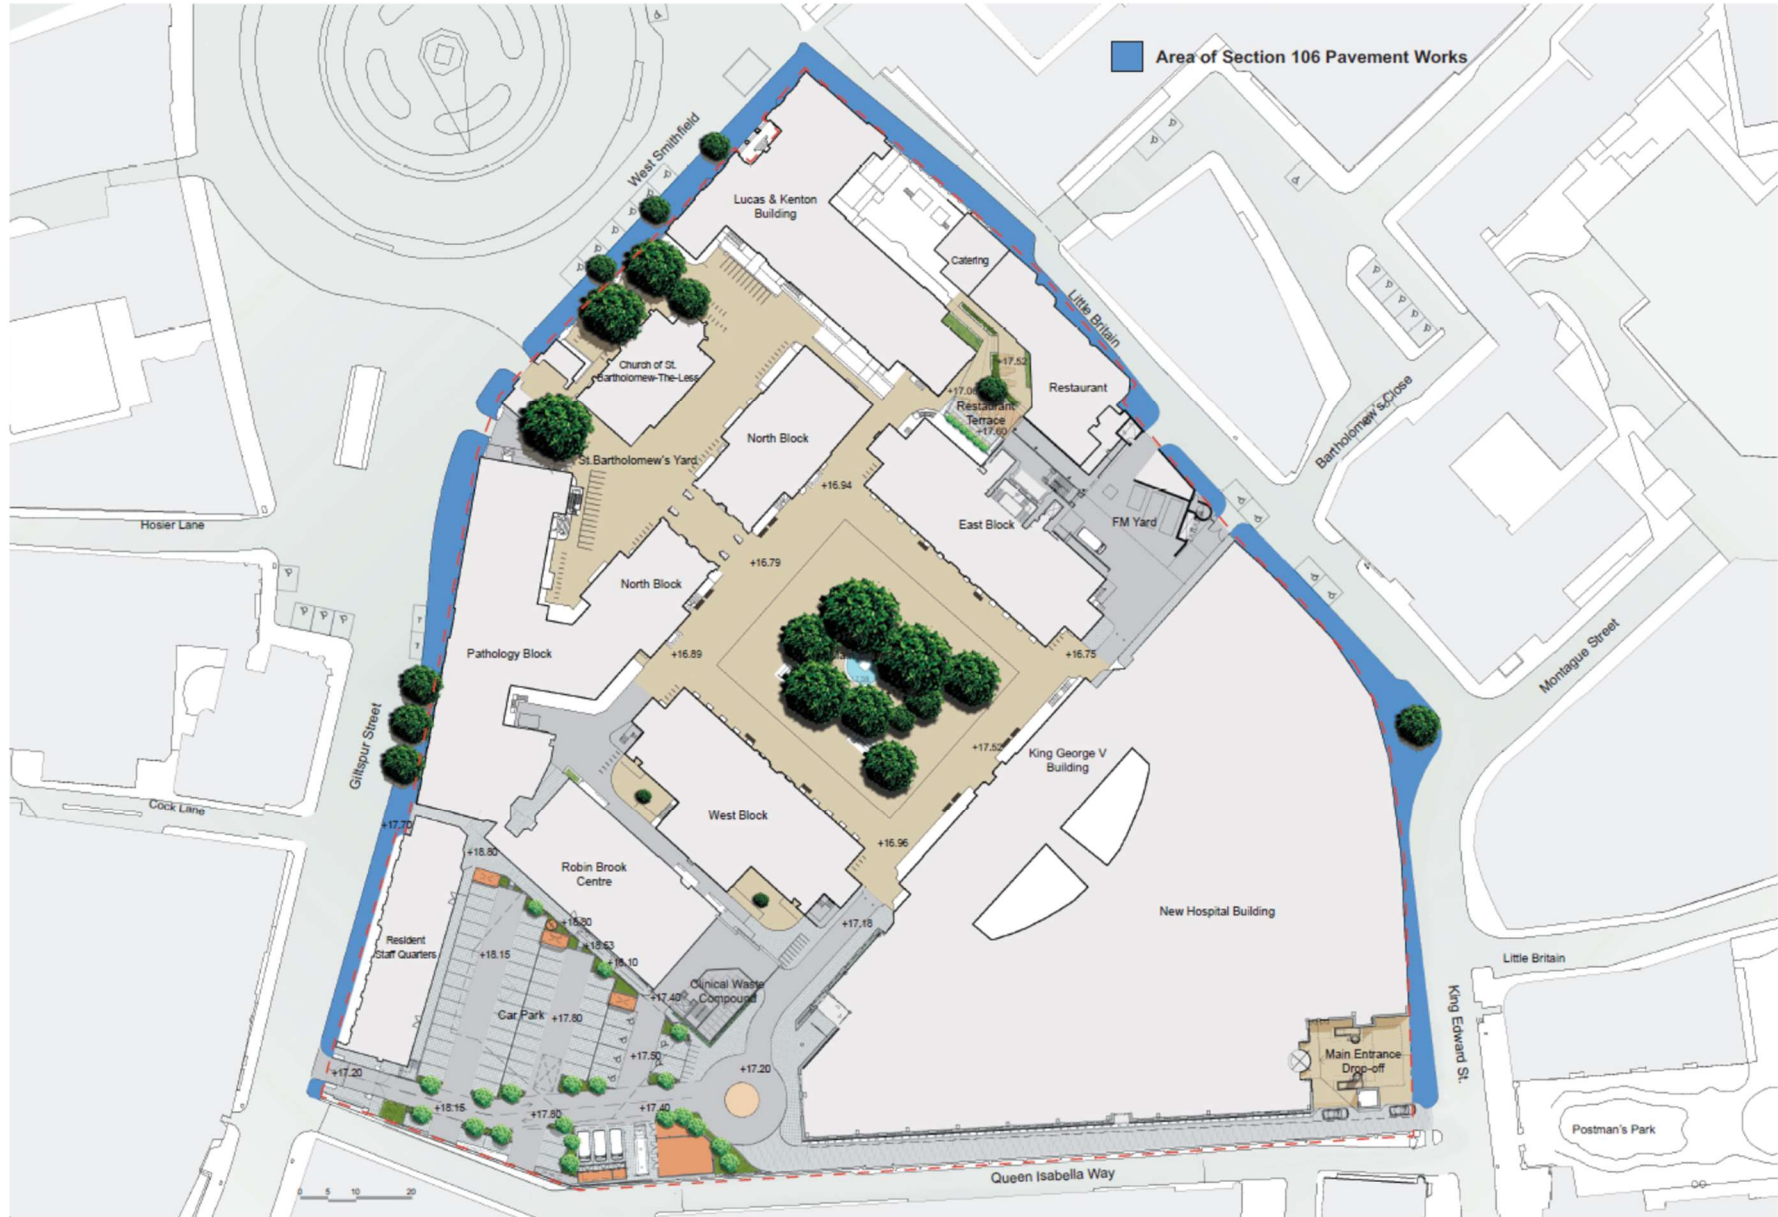 Area of Section 106 Pavement Works
West Smithfield
Lucas & Kenton
Building
Catering
Little Britain
Church of St.
Bartholomew-The-Less
+17.52
Restaurant
Restaurant
Terrace
+17.60
Bartholomew's Close
North Block
St.Bartholomew's Yard
+16.94
Hosier Lane
East Block
FM Yard
+16.79
North Block
Pathology Block
+16.89
+16.75
Montague Street
Giltspur Street
+17.52
King George V
Building
Cock Lane
West Block
+17.70
+16.96
+18.80
Robin Brook
Centre
New Hospital Building
+17.18
Resident
Staff Quarters
+18.15
+18.53
Little Britain
Clinical Waste
Compound
+17.40
Car Park
+17.80
King Edward St.
+17.50
Main Entrance
Drop-off
+17.20
+17.20
+18.15
+17.80
+17.40
Postman's Park
Queen Isabella Way
0 5 10 20